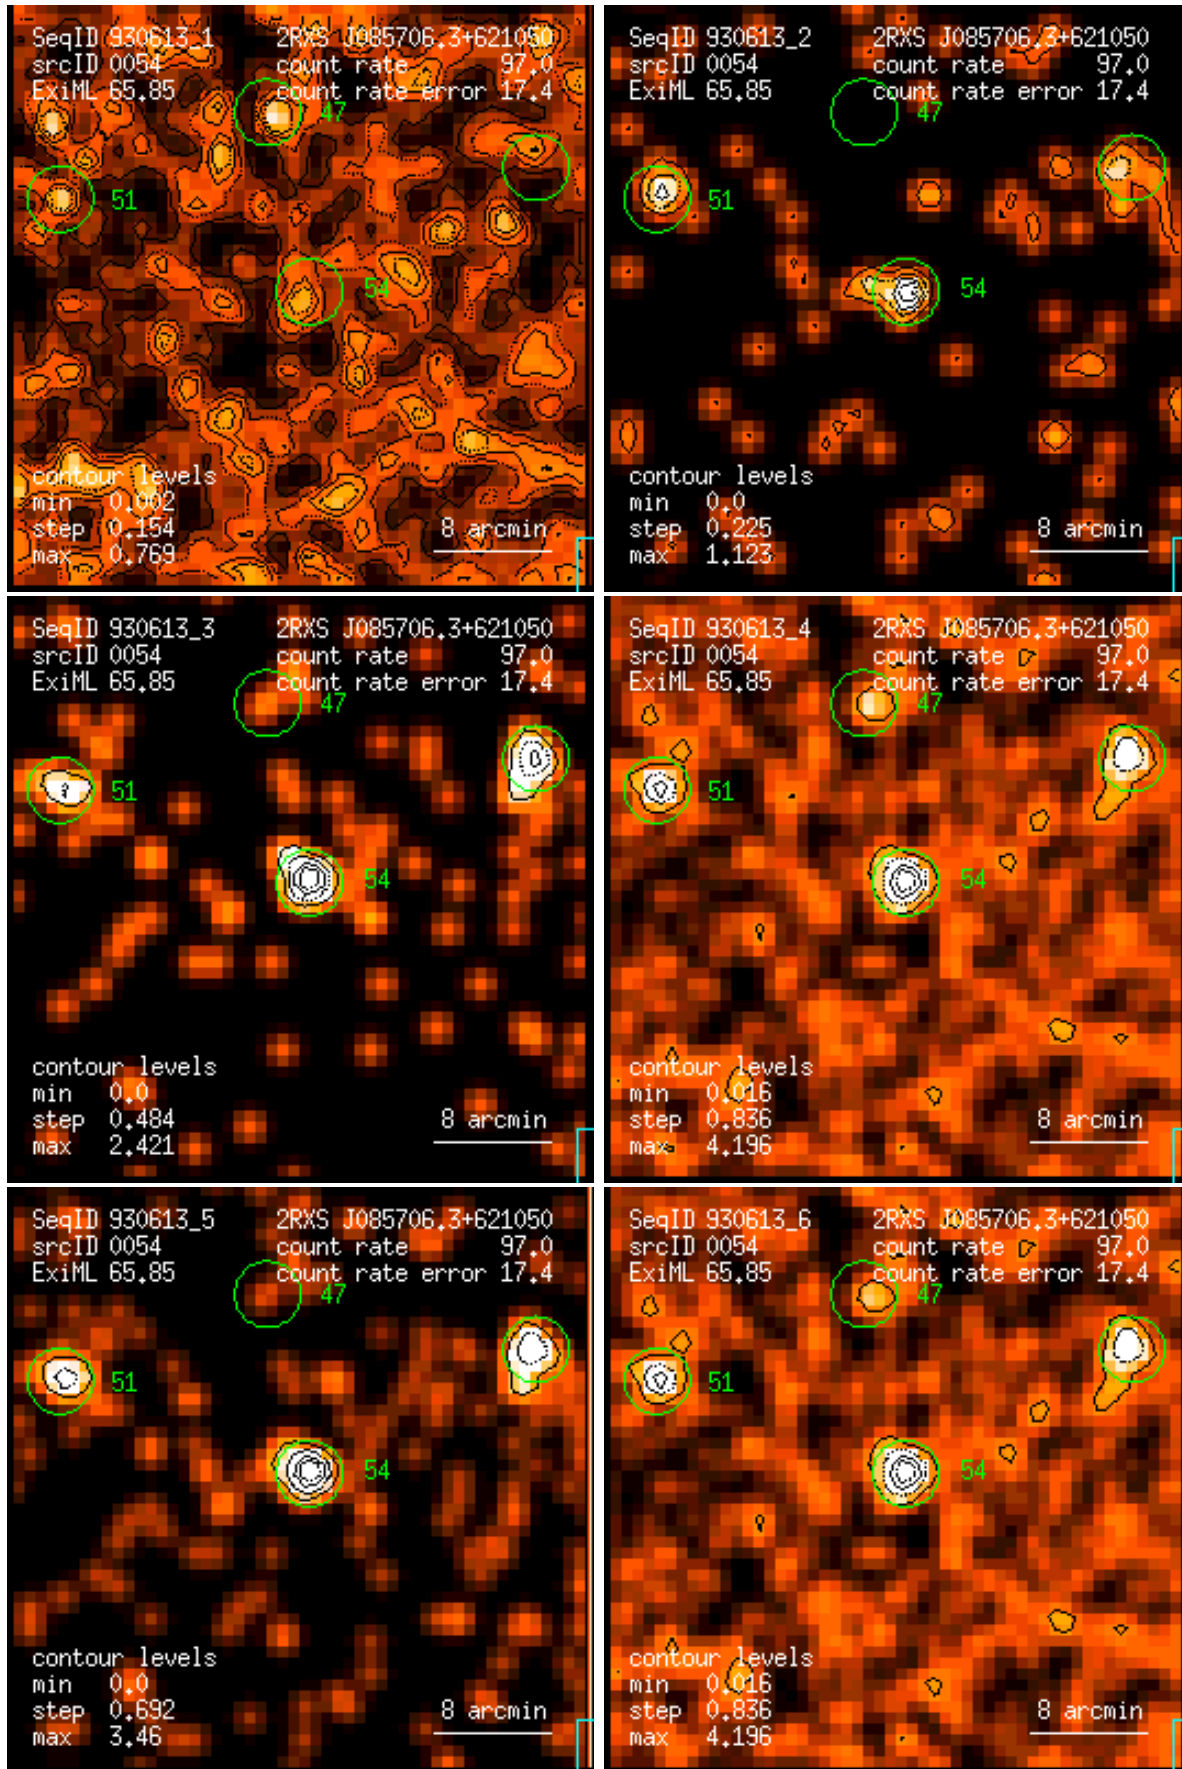 SeqID 930613_1 2RXS J085706.3+621050
srcID 0054 count rate 97.0
ExiML 65.85 count rate error 17.4
47
51
54
contour levels
min 0.002
step 0.154 8 arcmin
max 0.769
SeqID 930613_2 2RXS J085706.3+621050
srcID 0054 count rate 97.0
ExiML 65.85 count rate error 17.4
47
51
54
contour levels
min 0.0
step 0.225 8 arcmin
max 1.123
SeqID 930613_3 2RXS J085706.3+621050
srcID 0054 count rate 97.0
ExiML 65.85 count rate error 17.4
47
51
54
contour levels
min 0.0
step 0.484 8 arcmin
max 2.421
SeqID 930613_4 2RXS J085706.3+621050
srcID 0054 count rate 97.0
ExiML 65.85 count rate error 17.4
47
51
54
contour levels
min 0.016
step 0.836 8 arcmin
max 4.196
SeqID 930613_5 2RXS J085706.3+621050
srcID 0054 count rate 97.0
ExiML 65.85 count rate error 17.4
47
51
54
contour levels
min 0.0
step 0.692 8 arcmin
max 3.46
SeqID 930613_6 2RXS J085706.3+621050
srcID 0054 count rate 97.0
ExiML 65.85 count rate error 17.4
47
51
54
contour levels
min 0.016
step 0.836 8 arcmin
max 4.196